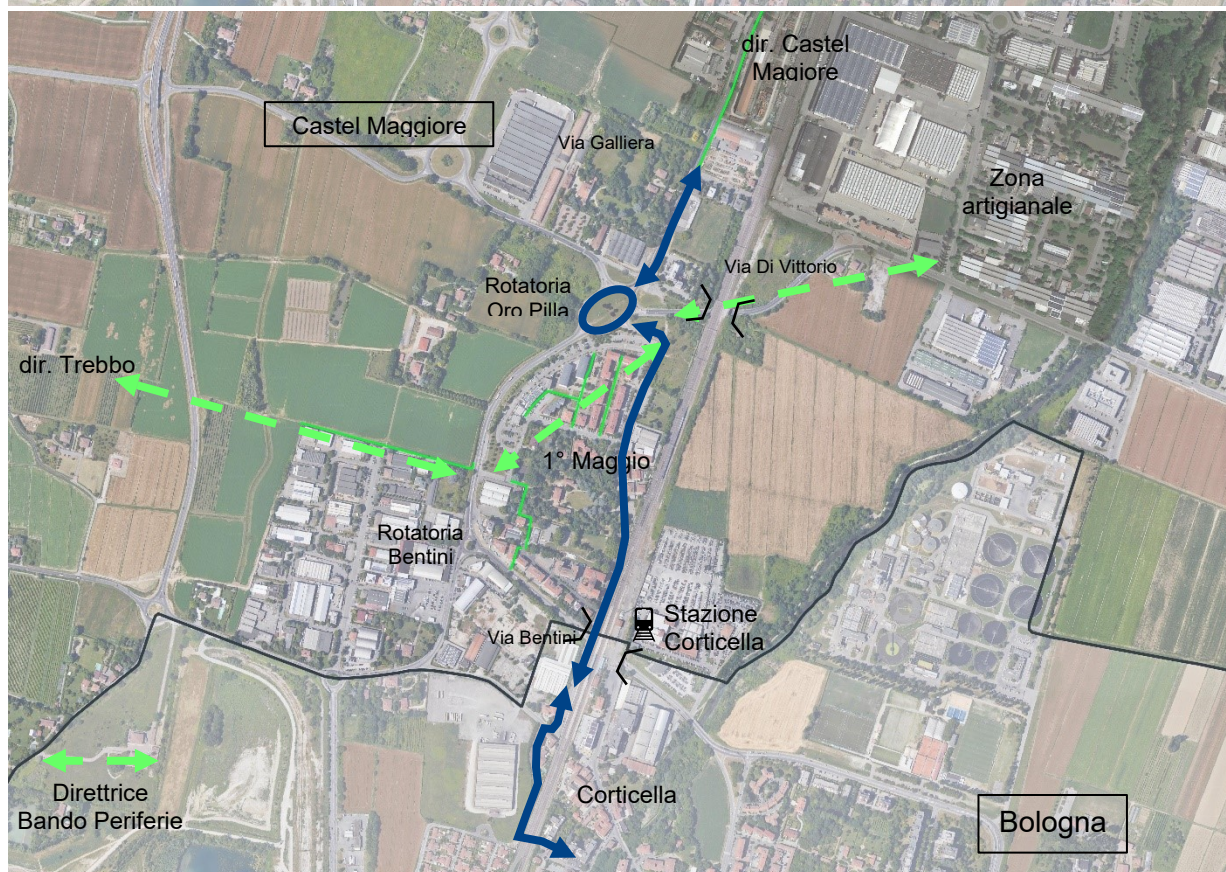 dir. Castel
Magiore
Castel Maggiore
Via Galliera
Zona
artigianale
Via Di Vittorio
Rotatoria
Oro Pilla
dir. Trebbo
1° Maggio
Rotatoria
Bentini
Stazione
Corticella
Via Bentini
Direttrice
Bando Periferie
Corticella
Bologna